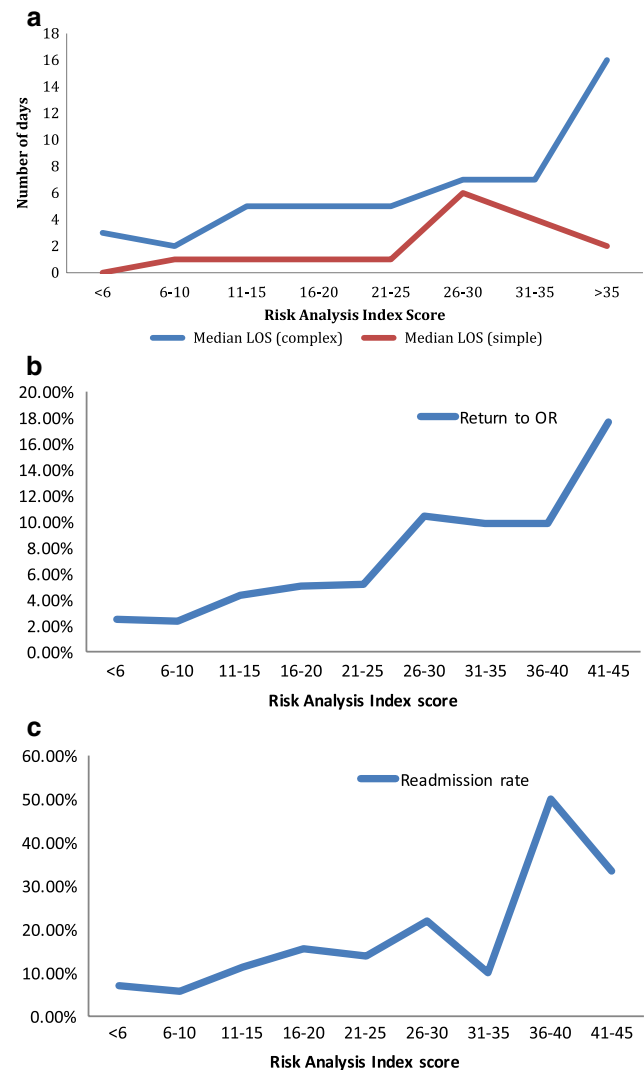 a
Number of days
18
16
14
12
10
8
6
4
2
0
<6 6-10 11-15 16-20 21-25 26-30 31-35 >35
Risk Analysis Index Score
Median LOS (complex) Median LOS (simple)
b
20.00%
18.00%
16.00%
14.00%
12.00%
10.00%
8.00%
6.00%
4.00%
2.00%
0.00%
Return to OR
<6 6-10 11-15 16-20 21-25 26-30 31-35 36-40 41-45
Risk Analysis Index score
c
60.00%
50.00%
40.00%
30.00%
20.00%
10.00%
0.00%
Readmission rate
<6 6-10 11-15 16-20 21-25 26-30 31-35 36-40 41-45
Risk Analysis Index score